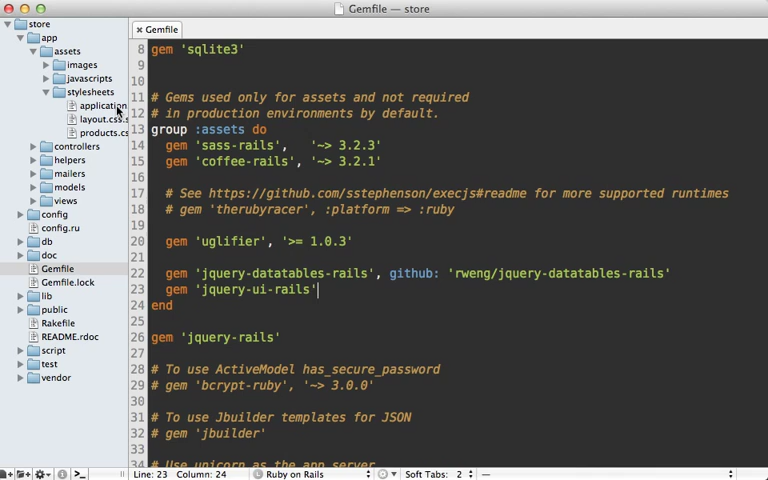 Gemfile — store
store
app
assets
images
javascripts
stylesheets
application
layout.css.s
products.cs
controllers
helpers
mailers
models
views
config
config.ru
db
doc
Gemfile
Gemfile.lock
lib
public
Rakefile
README.rdoc
script
test
vendor
Gemfile
8 gem 'sqlite3'
9
10
11 # Gems used only for assets and not required
12 # in production environments by default.
13 group :assets do
14 gem 'sass-rails', '~> 3.2.3'
15 gem 'coffee-rails', '~> 3.2.1'
16
17 # See https://github.com/sstephenson/execjs#readme for more supported runtimes
18 # gem 'therubyracer', :platform => :ruby
19
20 gem 'uglifier', '>= 1.0.3'
21
22 gem 'jquery-datatables-rails', github: 'rweng/jquery-datatables-rails'
23 gem 'jquery-ui-rails'
24 end
25
26 gem 'jquery-rails'
27
28 # To use ActiveModel has_secure_password
29 # gem 'bcrypt-ruby', '~> 3.0.0'
30
31 # To use Jbuilder templates for JSON
32 # gem 'jbuilder'
33
34 # Use unicorn as the app server
Line: 23 Column: 24 Ruby on Rails Soft Tabs: 2 —